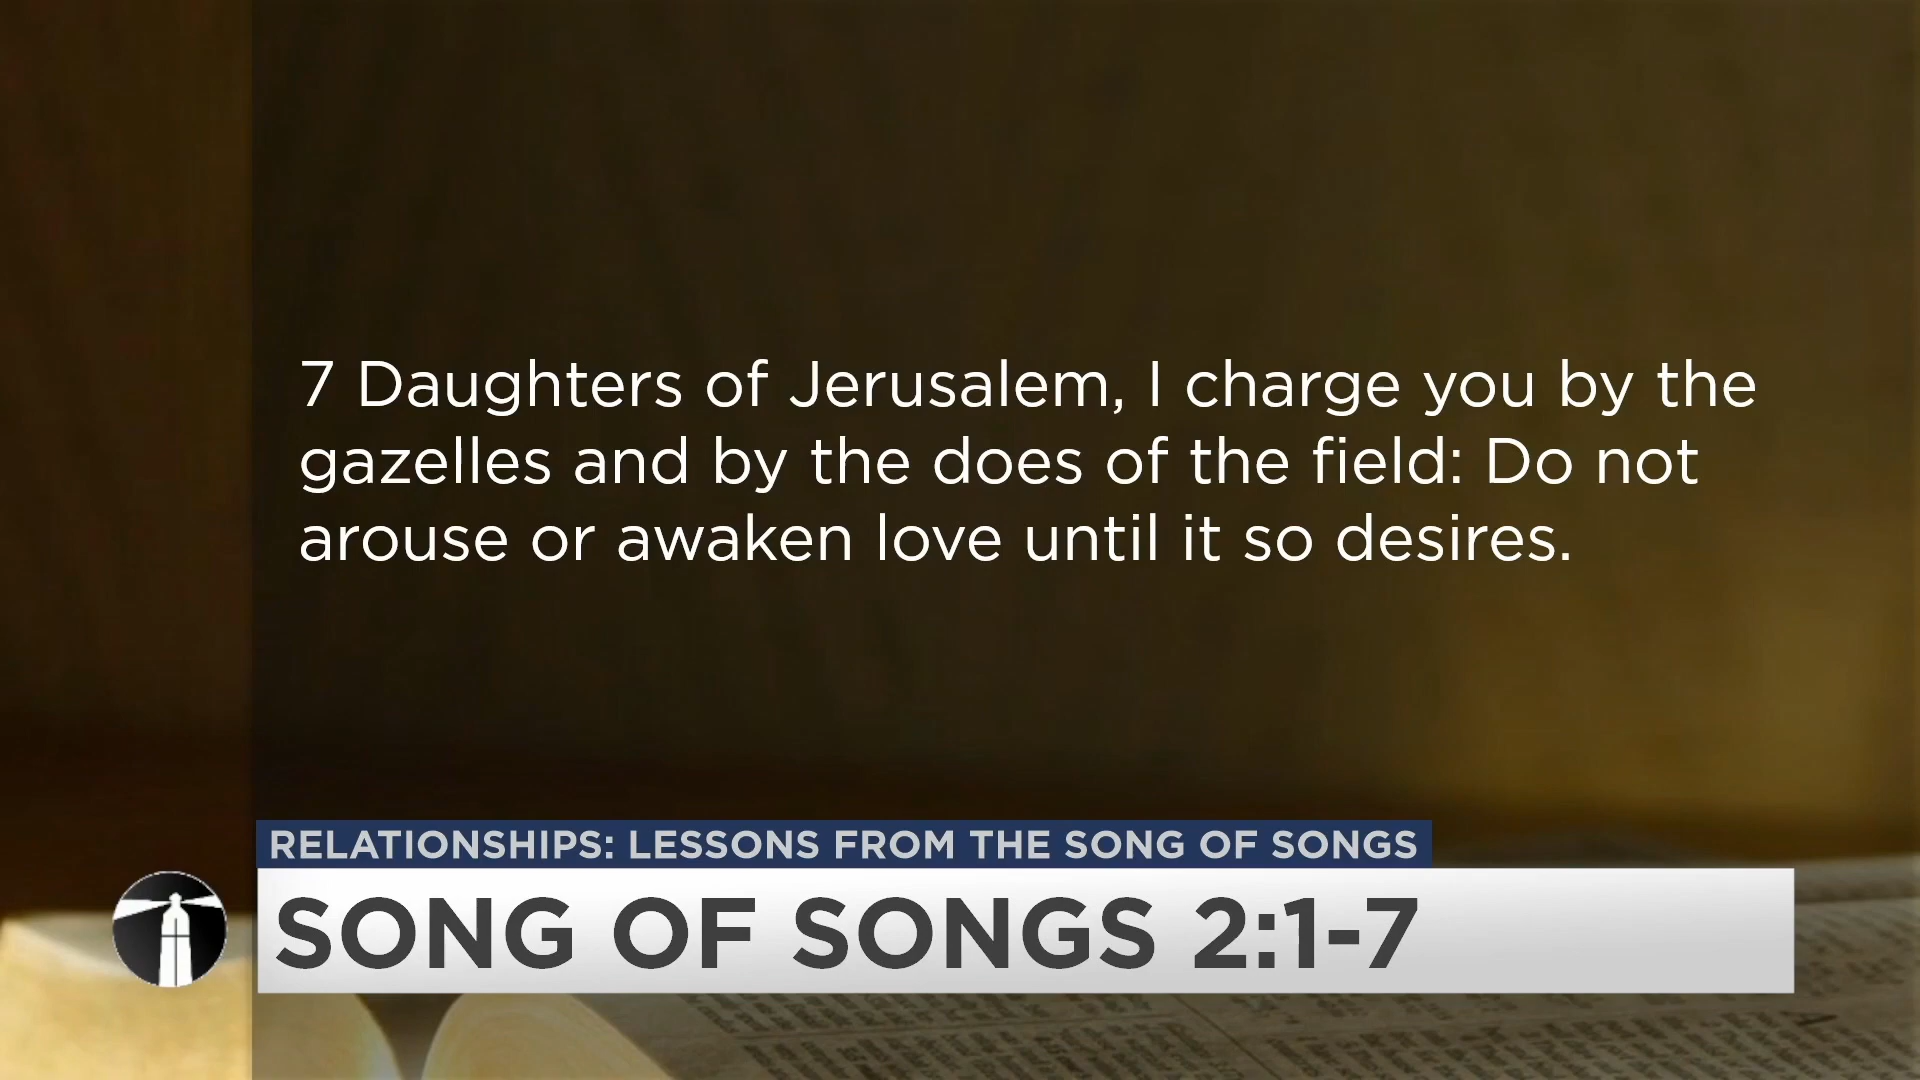 7 Daughters of Jerusalem, I charge you by the
gazelles and by the does of the field: Do not
arouse or awaken love until it so desires.
RELATIONSHIPS: LESSONS FROM THE SONG OF SONGS
SONG OF SONGS 2:1-7